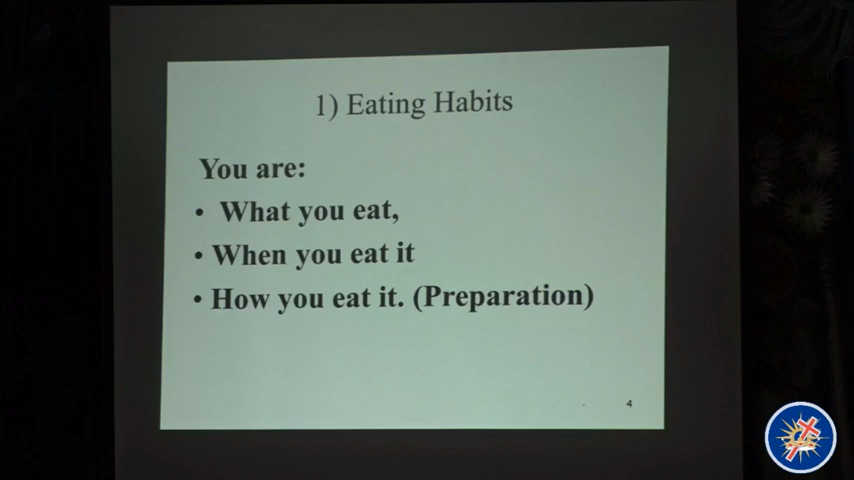 1) Eating Habits
You are:
• What you eat,
• When you eat it
• How you eat it. (Preparation)
4